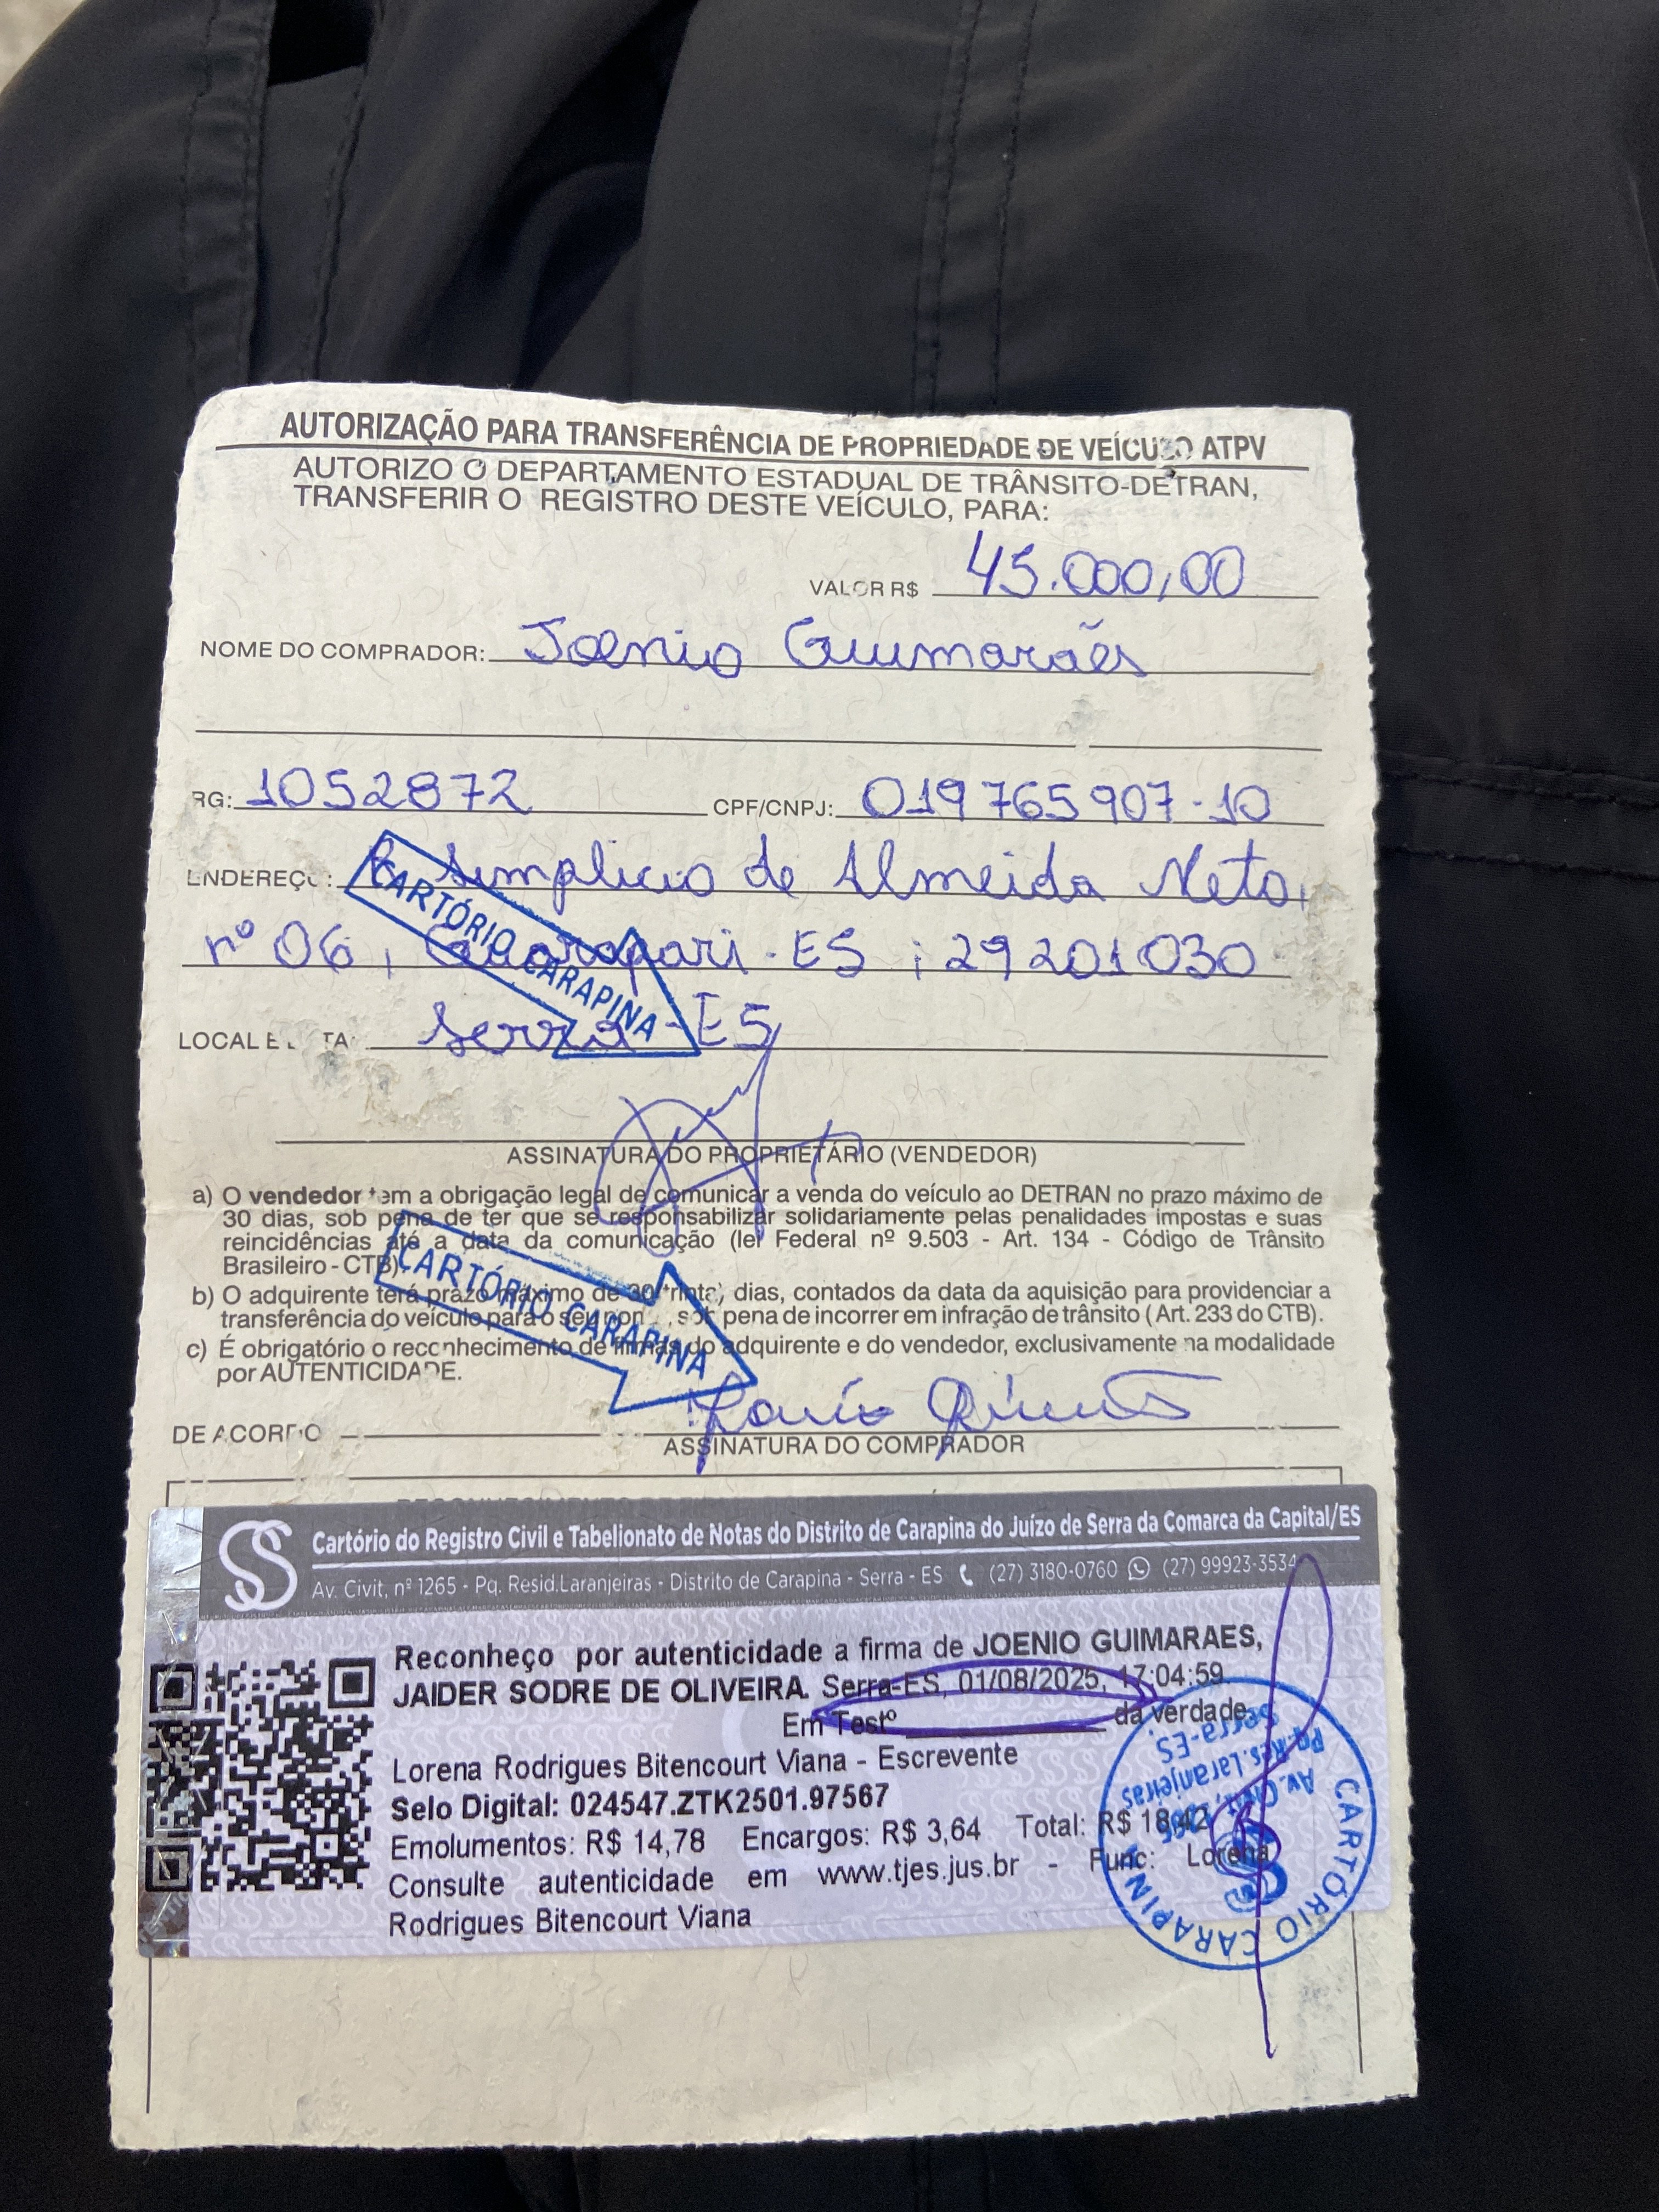 AUTORIZAÇÃO PARA TRANSFERÊNCIA DE PROPRIEDADE DE VEÍCULO ATPV
AUTORIZO O DEPARTAMENTO ESTADUAL DE TRÂNSITO-DETRAN,
TRANSFERIR O REGISTRO DESTE VEÍCULO, PARA:
VALOR R$ 45.000,00
NOME DO COMPRADOR: Joenio Guimarães
RG: 1052872 CPF/CNPJ: 019765907-10
ENDEREÇO: R Simplicio de Almeida Neto,
nº 06, Guarapari - ES ; 29201030
CARTÓRIO CARAPINA
LOCAL E DATA: Serra - ES
ASSINATURA DO PROPRIETÁRIO (VENDEDOR)
a) O vendedor tem a obrigação legal de comunicar a venda do veículo ao DETRAN no prazo máximo de
30 dias, sob pena de ter que se responsabilizar solidariamente pelas penalidades impostas e suas
reincidências até a data da comunicação (lei Federal nº 9.503 - Art. 134 - Código de Trânsito
Brasileiro - CTB)
b) O adquirente terá prazo máximo de 30 (trinta) dias, contados da data da aquisição para providenciar a
transferência do veículo para o seu nome, sob pena de incorrer em infração de trânsito ( Art. 233 do CTB).
c) É obrigatório o reconhecimento de firmas do adquirente e do vendedor, exclusivamente na modalidade
por AUTENTICIDADE.
CARTÓRIO CARAPINA
DE ACORDO
ASSINATURA DO COMPRADOR
SS Cartório do Registro Civil e Tabelionato de Notas do Distrito de Carapina do Juízo de Serra da Comarca da Capital/ES
Av. Civit, nº 1265 - Pq. Resid.Laranjeiras - Distrito de Carapina - Serra - ES (27) 3180-0760 (27) 99923-3534
Reconheço por autenticidade a firma de JOENIO GUIMARAES,
JAIDER SODRE DE OLIVEIRA. Serra-ES, 01/08/2025, 17:04:59
Em Testº da verdade
Lorena Rodrigues Bitencourt Viana - Escrevente
Selo Digital: 024547.ZTK2501.97567
Emolumentos: R$ 14,78 Encargos: R$ 3,64 Total: R$ 18,42
Consulte autenticidade em www.tjes.jus.br - Func: Lorena
Rodrigues Bitencourt Viana
CARTÓRIO CARAPINA
Pq.Res.Laranjeiras
Serra-ES.